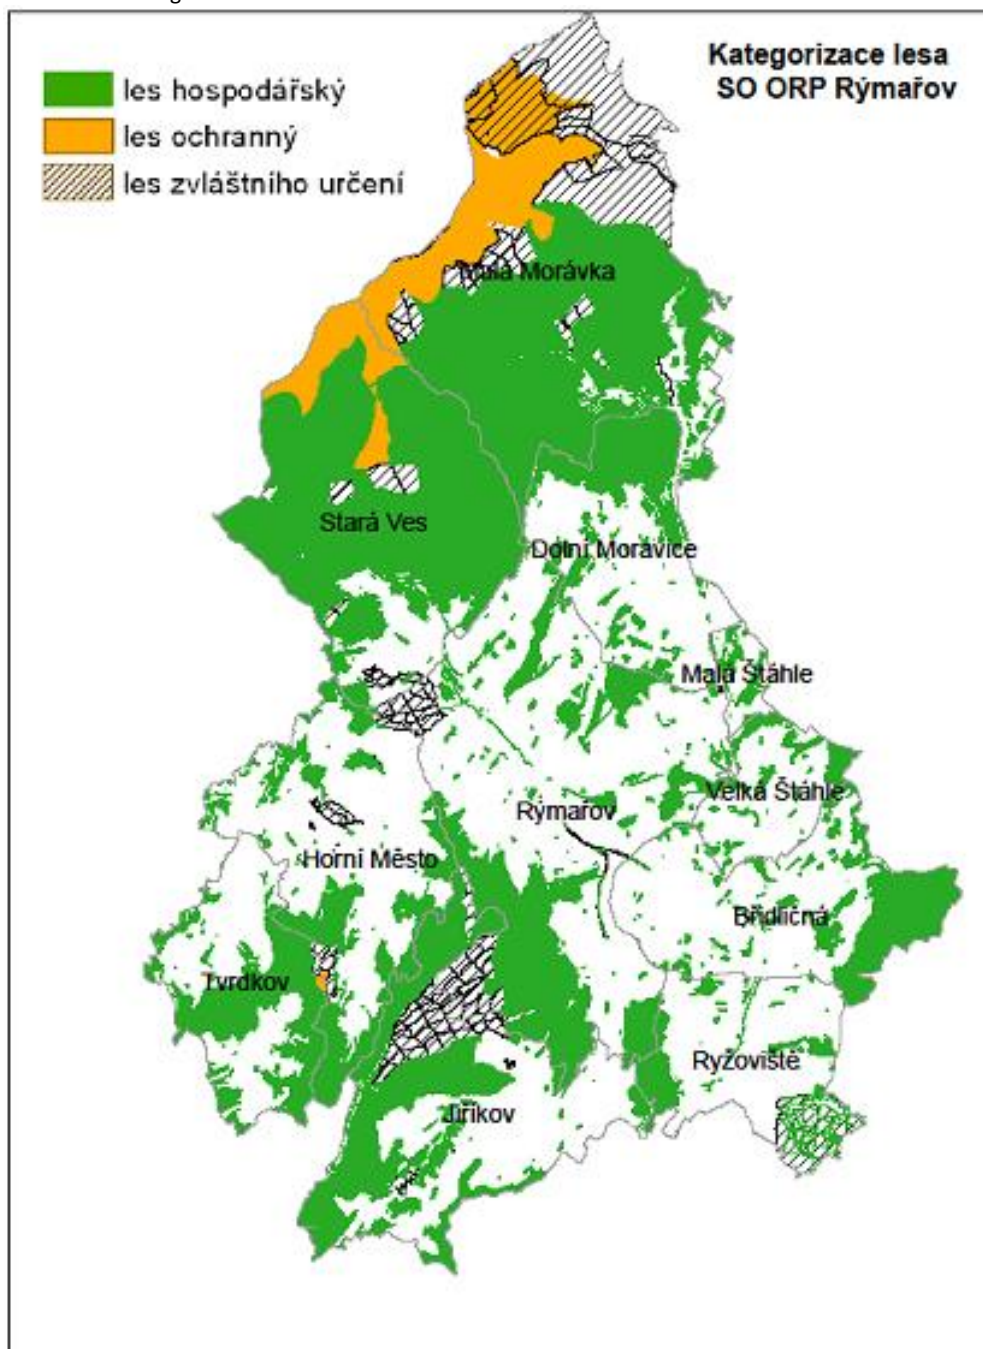 Kategorizace lesa
SO ORP Rýmařov
les hospodářský
les ochranný
les zvláštního určení
Malá Morávka
Stará Ves
Dolní Moravice
Malá Štáhle
Velká Štáhle
Rýmařov
Horní Město
Břidličná
Tvrdkov
Ryžoviště
Jiříkov